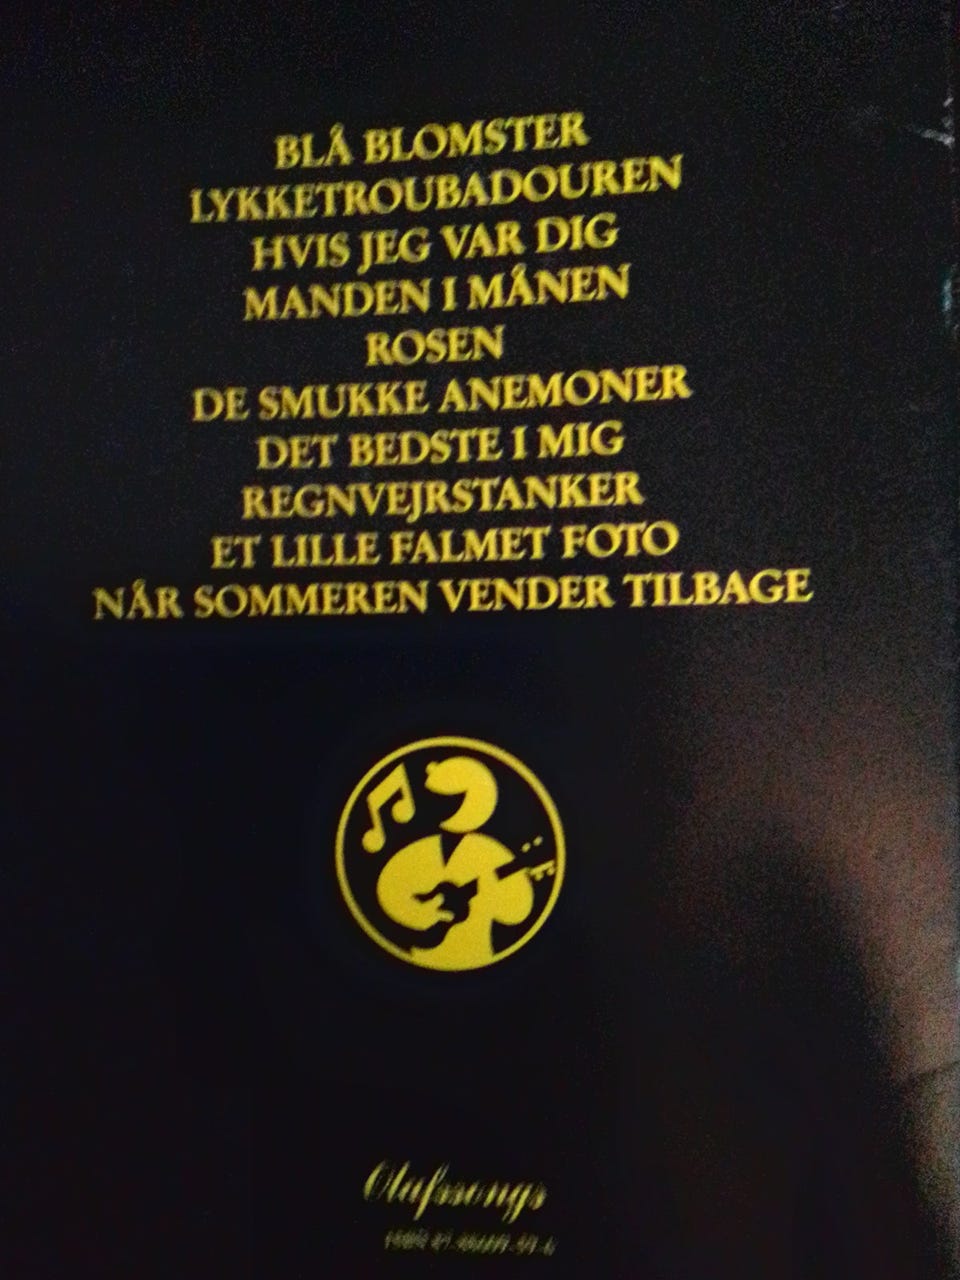 BLÅ BLOMSTER
LYKKETROUBADOUREN
HVIS JEG VAR DIG
MANDEN I MÅNEN
ROSEN
DE SMUKKE ANEMONER
DET BEDSTE I MIG
REGNVEJRSTANKER
ET LILLE FALMET FOTO
NÅR SOMMEREN VENDER TILBAGE
Olafssongs